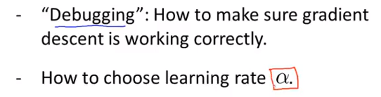 - “Debugging”: How to make sure gradient
descent is working correctly.
- How to choose learning rate α.